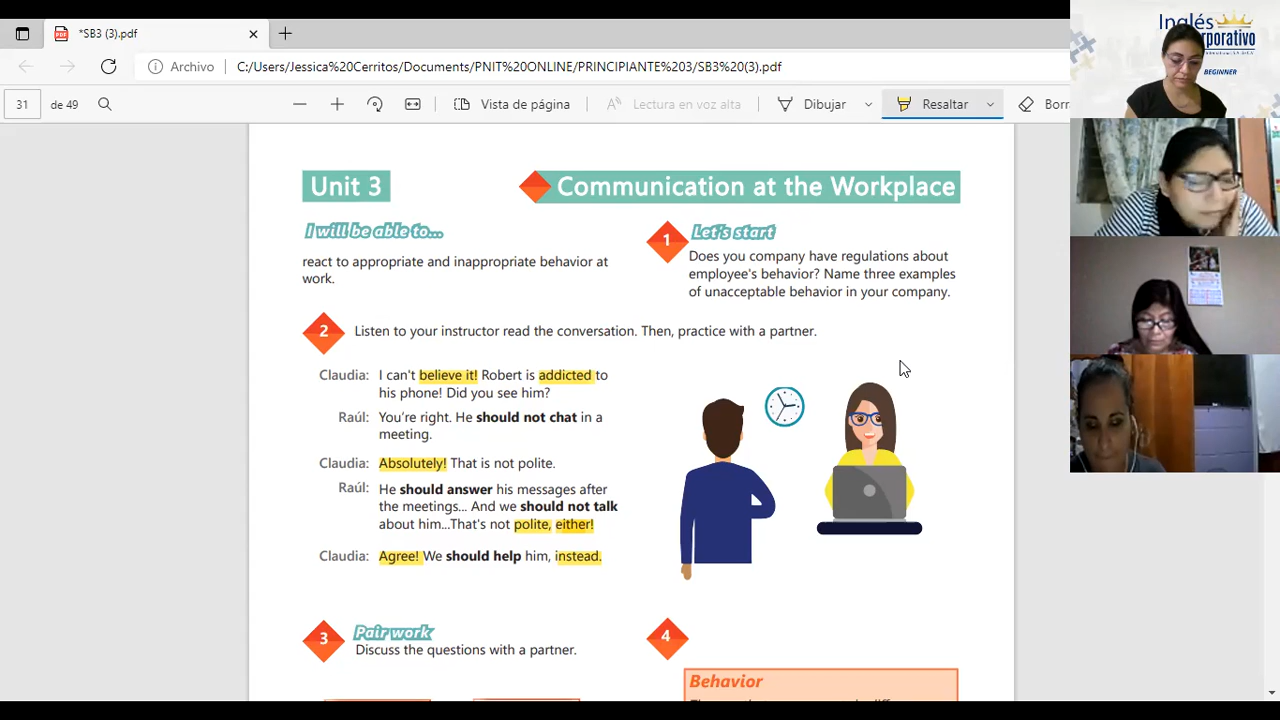 *SB3 (3).pdf
Archivo
C:/Users/Jessica%20Cerritos/Documents/PNIT%20ONLINE/PRINCIPIANTE%203/SB3%20(3).pdf
31
de 49
Vista de página
Lectura en voz alta
Dibujar
Resaltar
Borr
Inglés
Corporativo
BEGINNER
Unit 3
Communication at the Workplace
I will be able to...
react to appropriate and inappropriate behavior at
work.
1
Let's start
Does you company have regulations about
employee's behavior? Name three examples
of unacceptable behavior in your company.
2
Listen to your instructor read the conversation. Then, practice with a partner.
Claudia: I can't believe it! Robert is addicted to
his phone! Did you see him?
Raúl: You're right. He should not chat in a
meeting.
Claudia: Absolutely! That is not polite.
Raúl: He should answer his messages after
the meetings... And we should not talk
about him...That's not polite, either!
Claudia: Agree! We should help him, instead.
3
Pair work
Discuss the questions with a partner.
4
Behavior